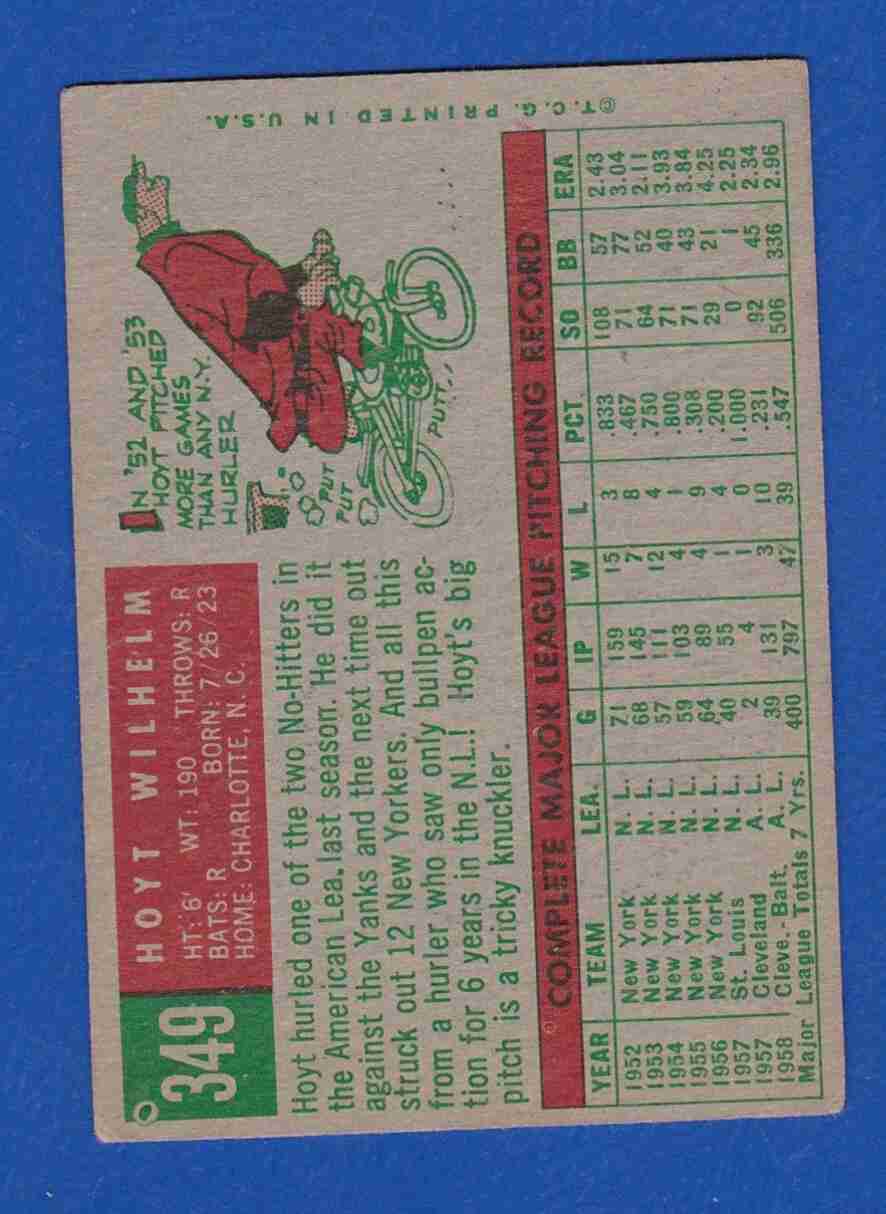 349
HOYT WILHELM
HT: 6' WT: 190 THROWS: R
BATS: R BORN: 7/26/23
HOME: CHARLOTTE, N. C.
IN '52 AND '53
HOYT PITCHED
MORE GAMES
THAN ANY N.Y.
HURLER
PUT
PUT
PUTT..
Hoyt hurled one of the two No-Hitters in
the American Lea. last season. He did it
against the Yanks and the next time out
struck out 12 New Yorkers. And all this
from a hurler who saw only bullpen ac-
tion for 6 years in the N.L.! Hoyt's big
pitch is a tricky knuckler.
©T. C. G. PRINTED IN U.S.A.
COMPLETE MAJOR LEAGUE PITCHING RECORD
YEAR TEAM LEA. G IP W L PCT. SO BB ERA
1952 New York N. L. 71 159 15 3 .833 108 57 2.43
1953 New York N. L. 68 145 7 8 .467 71 77 3.04
1954 New York N. L. 57 111 12 4 .750 64 52 2.11
1955 New York N. L. 59 103 4 1 .800 71 40 3.93
1956 New York N. L. 64 89 4 9 .308 71 43 3.84
1957 St. Louis N. L. 40 55 1 4 .200 29 21 4.25
1957 Cleveland A. L. 2 4 1 0 1.000 0 1 2.25
1958 Cleve.-Balt. A. L. 39 131 3 10 .231 92 45 2.34
Major League Totals 7 Yrs. 400 797 47 39 .547 506 336 2.96